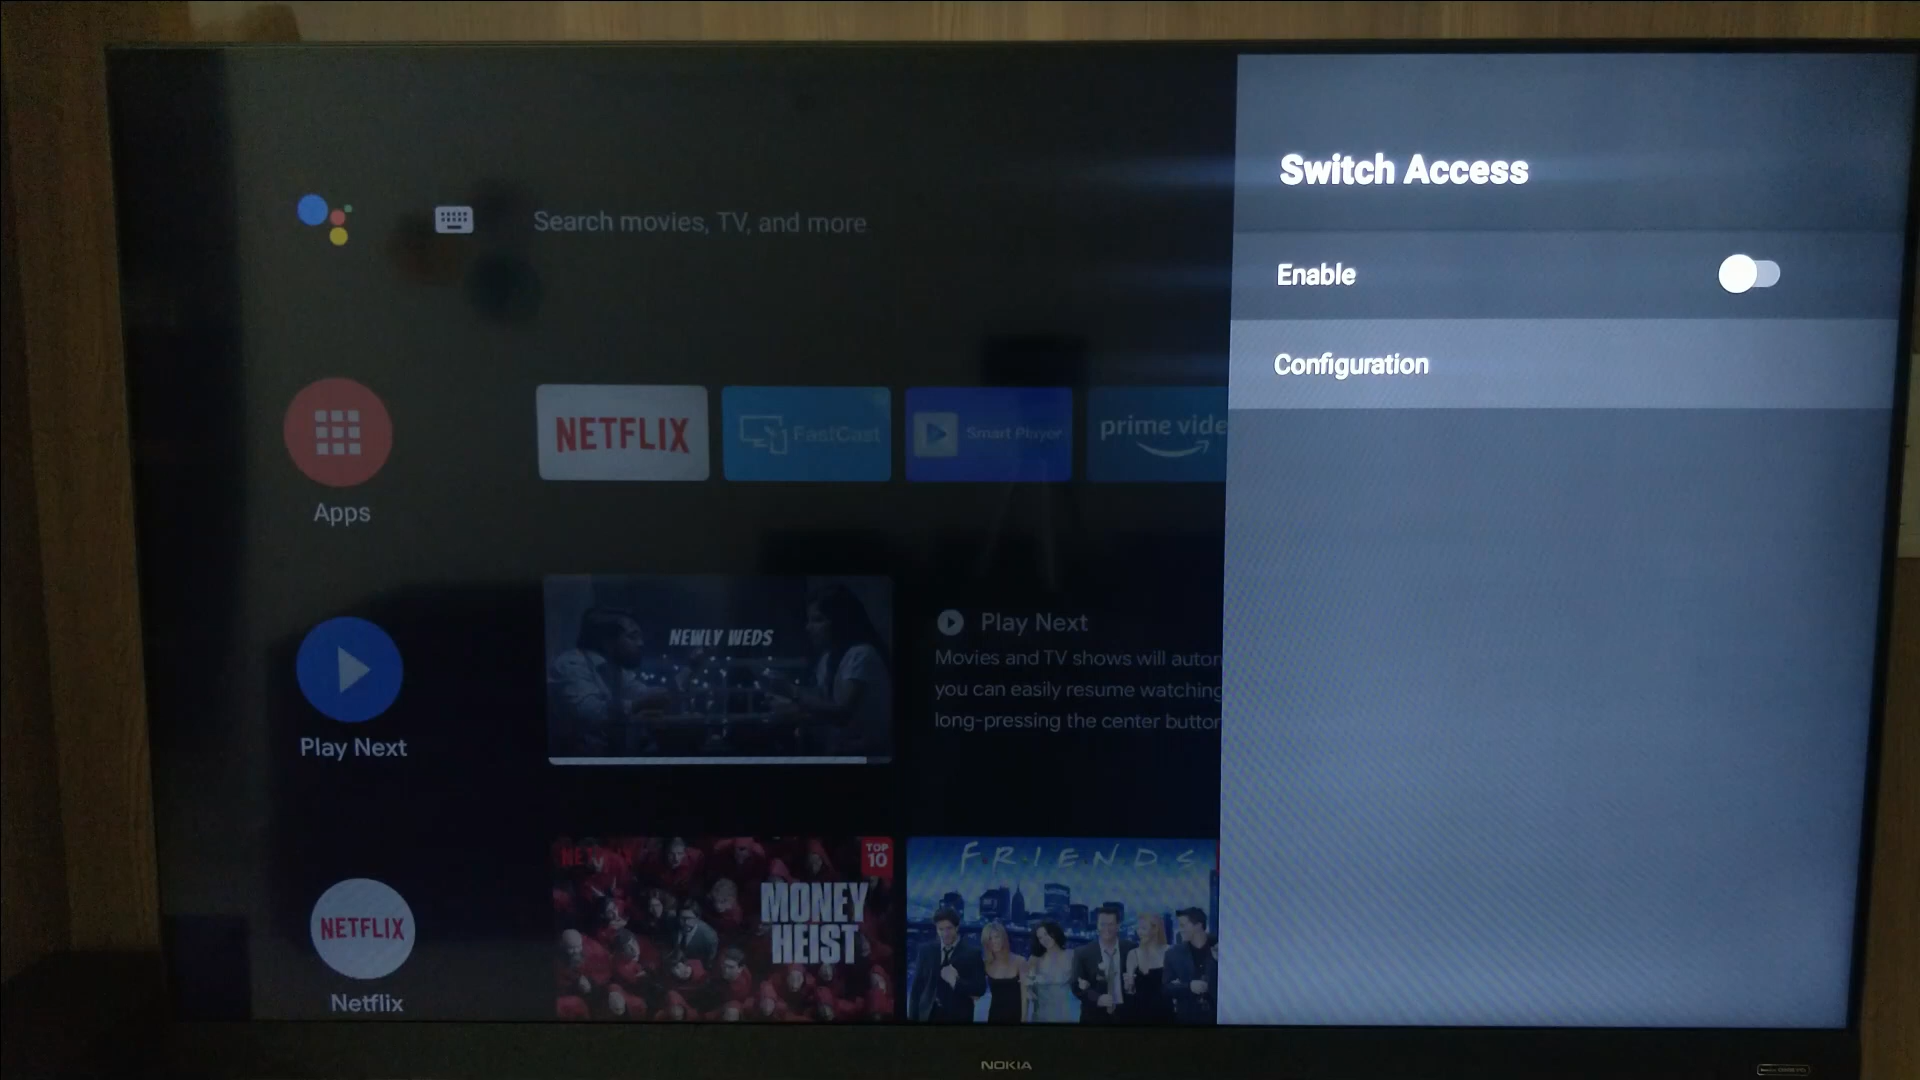 Search movies, TV, and more
Switch Access
Enable
Configuration
Apps
NETFLIX
FastCast
Smart Player
prime vide
NEWLY WEDS
Play Next
Movies and TV shows will autor
you can easily resume watching
long-pressing the center button
Play Next
NETFLIX
Netflix
NETFLIX
TOP
10
MONEY
HEIST
F·R·I·E·N·D·S
NOKIA